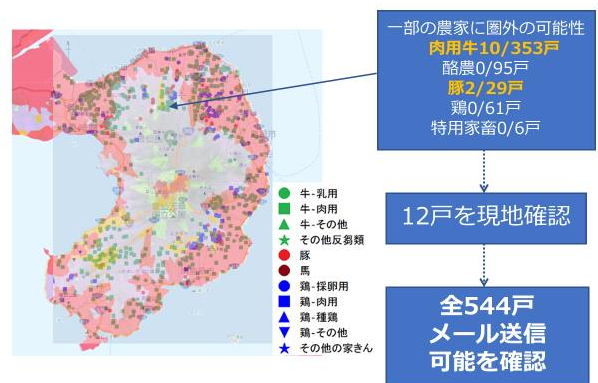 一部の農家に圏外の可能性
肉用牛10/353戸
酪農0/95戸
豚2/29戸
鶏0/61戸
特用家畜0/6戸
12戸を現地確認
全544戸
メール送信
可能を確認
牛-乳用
牛-肉用
牛-その他
その他反芻類
豚
馬
鶏-採卵用
鶏-肉用
鶏-種鶏
鶏-その他
その他の家きん